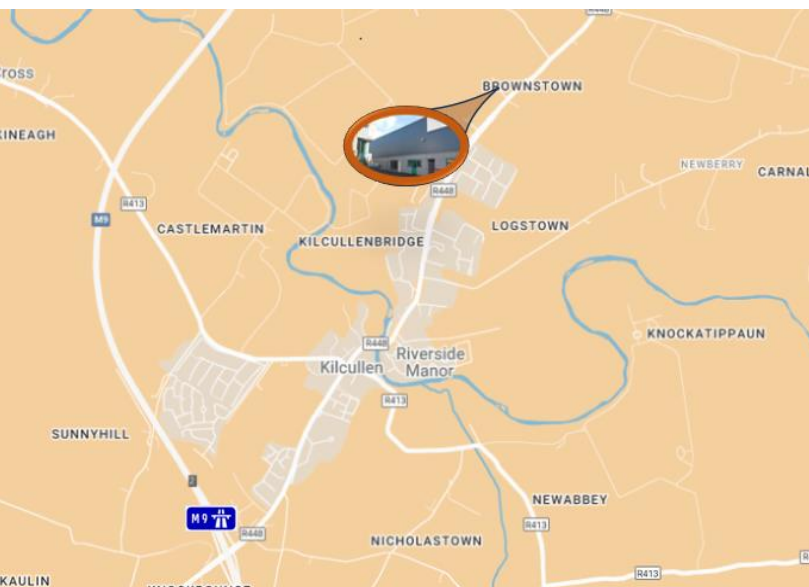 R448
ross
BROWNSTOWN
KINEAGH
NEWBERRY
CARNAL
R448
R413
M9
CASTLEMARTIN
LOGSTOWN
KILCULLENBRIDGE
KNOCKATIPPAUN
R448
Riverside
Manor
Kilcullen
R413
SUNNYHILL
2
NEWABBEY
M9
R413
R448
NICHOLASTOWN
R413
KAULIN